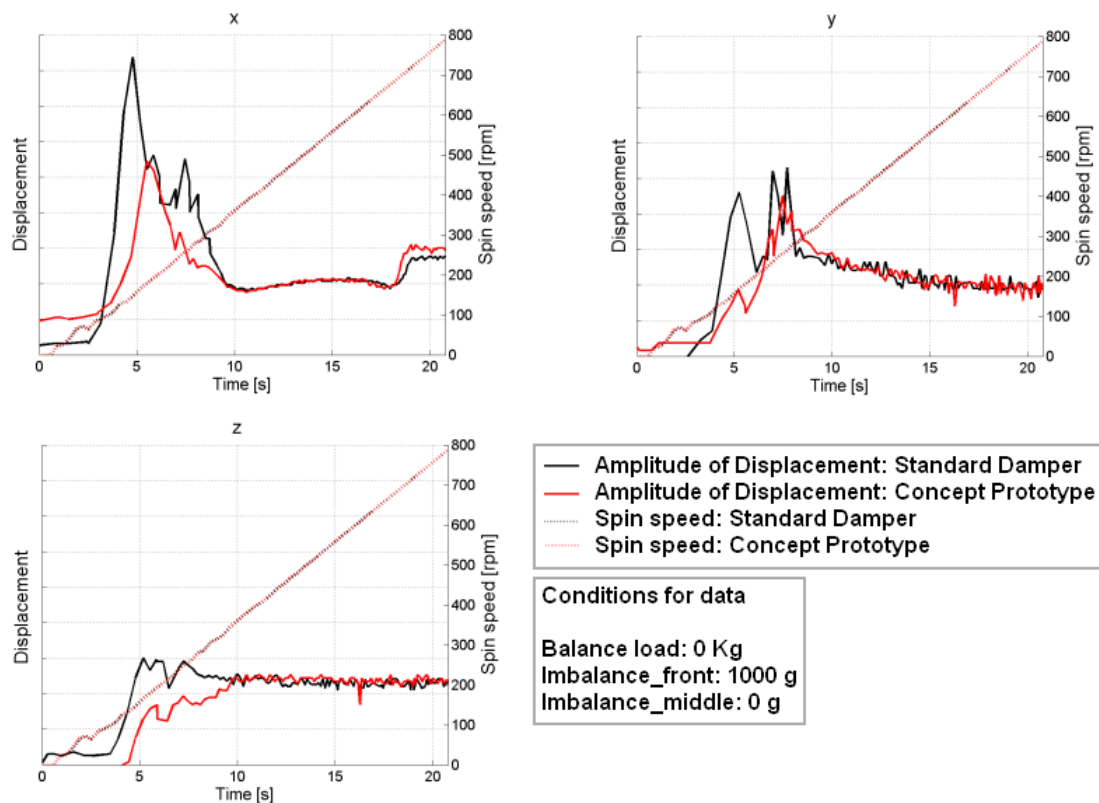 x
Displacement
Spin speed [rpm]
800
700
600
500
400
300
200
100
0
0 5 10 15 20
Time [s]
y
Displacement
Spin speed [rpm]
800
700
600
500
400
300
200
100
0
0 5 10 15 20
Time [s]
z
Displacement
Spin speed [rpm]
800
700
600
500
400
300
200
100
0
0 5 10 15 20
Time [s]
Amplitude of Displacement: Standard Damper
Amplitude of Displacement: Concept Prototype
Spin speed: Standard Damper
Spin speed: Concept Prototype
Conditions for data
Balance load: 0 Kg
Imbalance_front: 1000 g
Imbalance_middle: 0 g